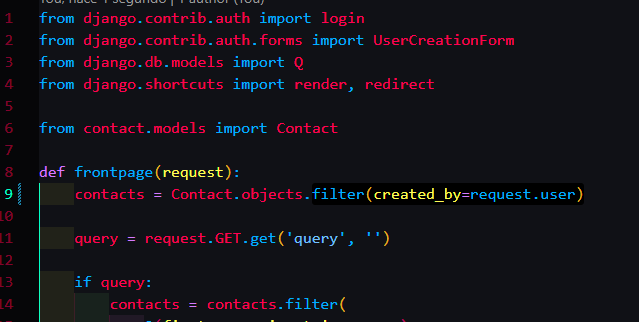 You, hace 1 segundo | 1 author (You)
1 from django.contrib.auth import login
2 from django.contrib.auth.forms import UserCreationForm
3 from django.db.models import Q
4 from django.shortcuts import render, redirect
5
6 from contact.models import Contact
7
8 def frontpage(request):
9 contacts = Contact.objects.filter(created_by=request.user)
10
11 query = request.GET.get('query', '')
12
13 if query:
14 contacts = contacts.filter(